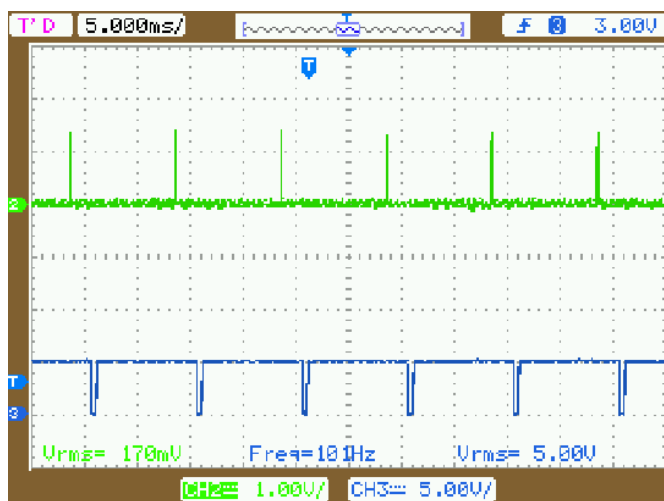 T'D 5.000ms/ T 3 3.00V
T
2
T
3
Vrms= 170mV Freq=101Hz Vrms= 5.00V
CH2 1.00V/ CH3 5.00V/